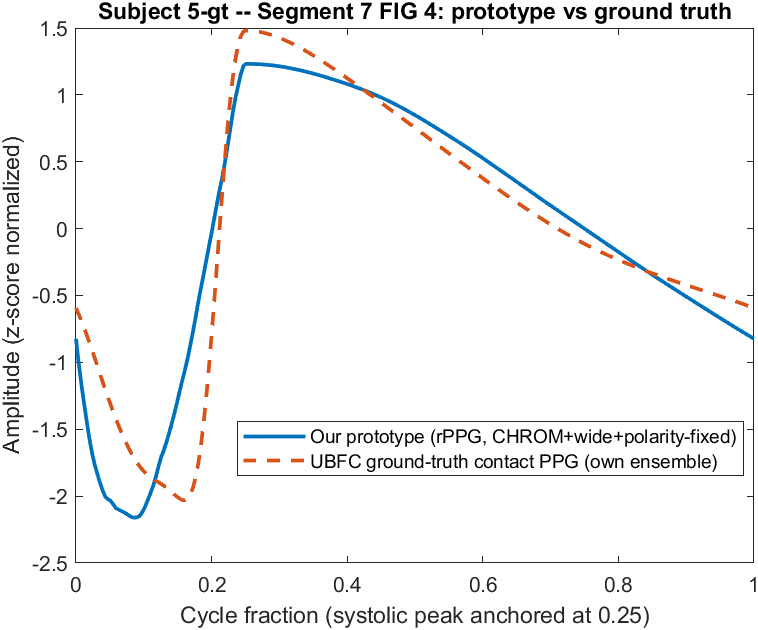 Subject 5-gt -- Segment 7 FIG 4: prototype vs ground truth
Amplitude (z-score normalized)
1.5
1
0.5
0
-0.5
-1
-1.5
-2
-2.5
Our prototype (rPPG, CHROM+wide+polarity-fixed)
UBFC ground-truth contact PPG (own ensemble)
0 0.2 0.4 0.6 0.8 1
Cycle fraction (systolic peak anchored at 0.25)